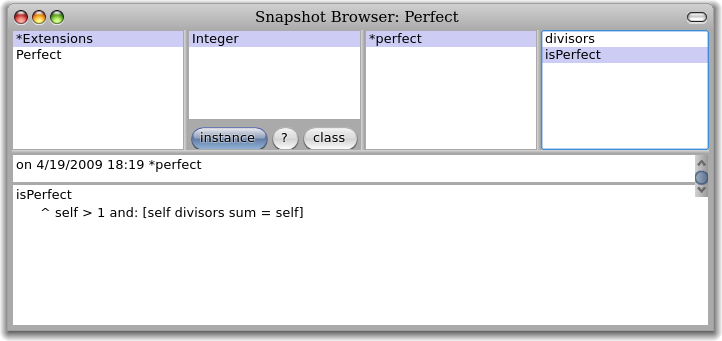 Snapshot Browser: Perfect
*Extensions
Perfect
Integer
instance
?
class
*perfect
divisors
isPerfect
on 4/19/2009 18:19 *perfect
isPerfect
^ self > 1 and: [self divisors sum = self]